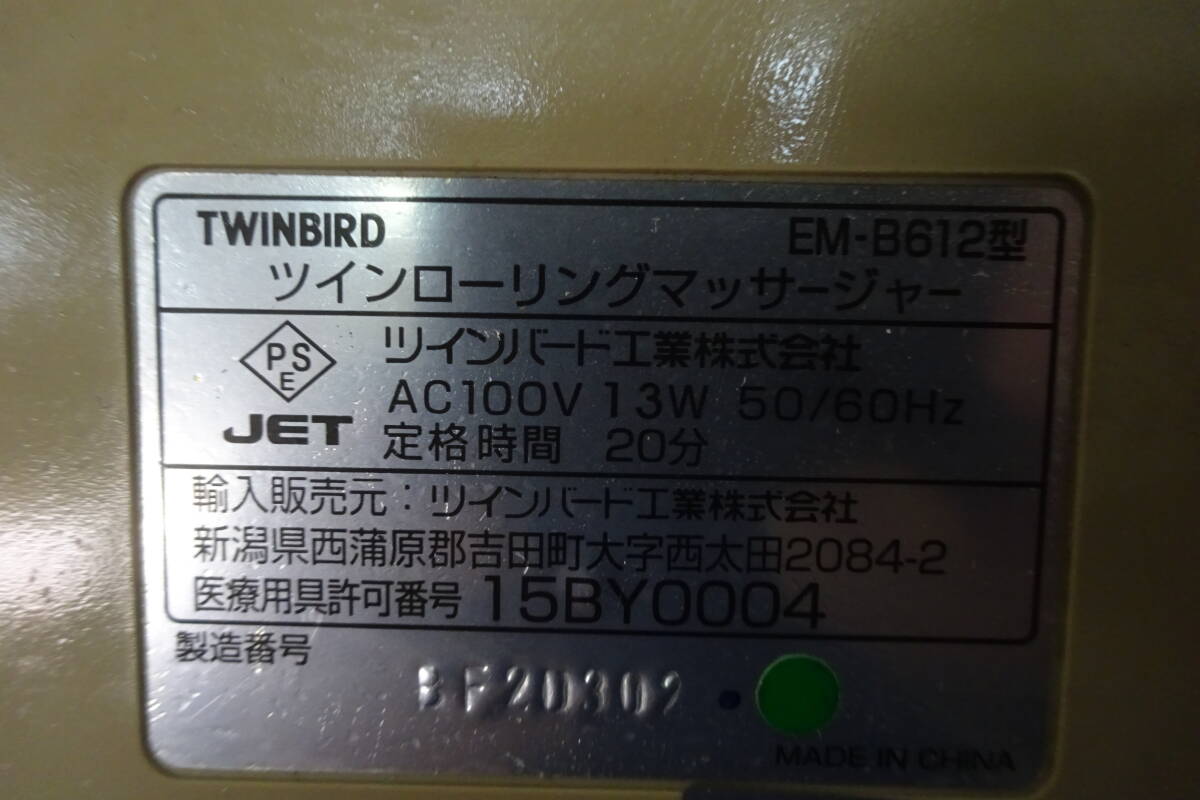 TWINBIRD EM-B612型
ツインローリングマッサージャー
PSE ツインバード工業株式会社
AC100V 13W 50/60Hz
JET 定格時間 20分
輸入販売元:ツインバード工業株式会社
新潟県西蒲原郡吉田町大字西太田2084-2
医療用具許可番号 15BY0004
製造番号
BF20302
MADE IN CHINA